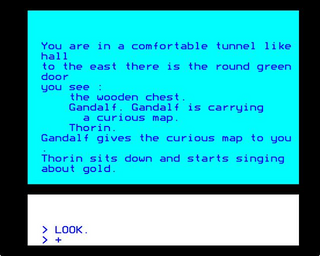 You are in a comfortable tunnel like
hall
to the east there is the round green
door
you see :
the wooden chest.
Gandalf. Gandalf is carrying
a curious map.
Thorin.
Gandalf gives the curious map to you
.
Thorin sits down and starts singing
about gold.
> LOOK.
> +